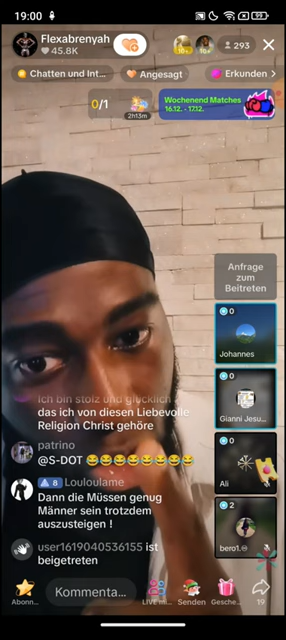 19:00
99
Flexabrenyah
45.8K
10+
10+
293
Chatten und Int...
Angesagt
Erkunden
0/1
2h13m
Wochenend Matches
16.12. - 17.12.
Anfrage
zum
Beitreten
0
Johannes
0
Gianni Jesu...
0
Ali
2
bero1.
ich bin stolz und glücklich
das ich von diesen Liebevolle
Religion Christ gehöre
patrino
@S-DOT 😂😂😂😂😂😂😂😂
8 Louloulame
Dann die Müssen genug
Männer sein trotzdem
auszusteigen !
user1619040536155 ist
beigetreten
Kommenta...
Abonn...
LIVE mi...
Senden
Gesche...
19